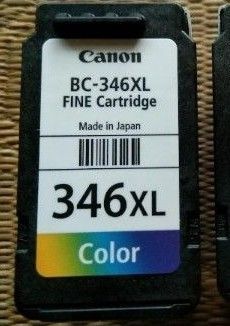 Canon
BC-346XL
FINE Cartridge
Made in Japan
346XL
Color